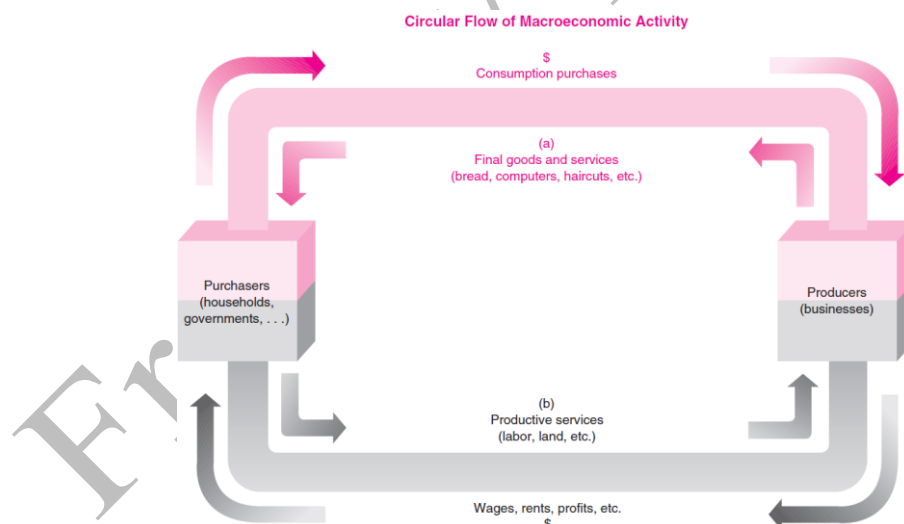 Circular Flow of Macroeconomic Activity
$
Consumption purchases
(a)
Final goods and services
(bread, computers, haircuts, etc.)
Purchasers
(households,
governments, . . .)
Producers
(businesses)
(b)
Productive services
(labor, land, etc.)
Wages, rents, profits, etc.
$